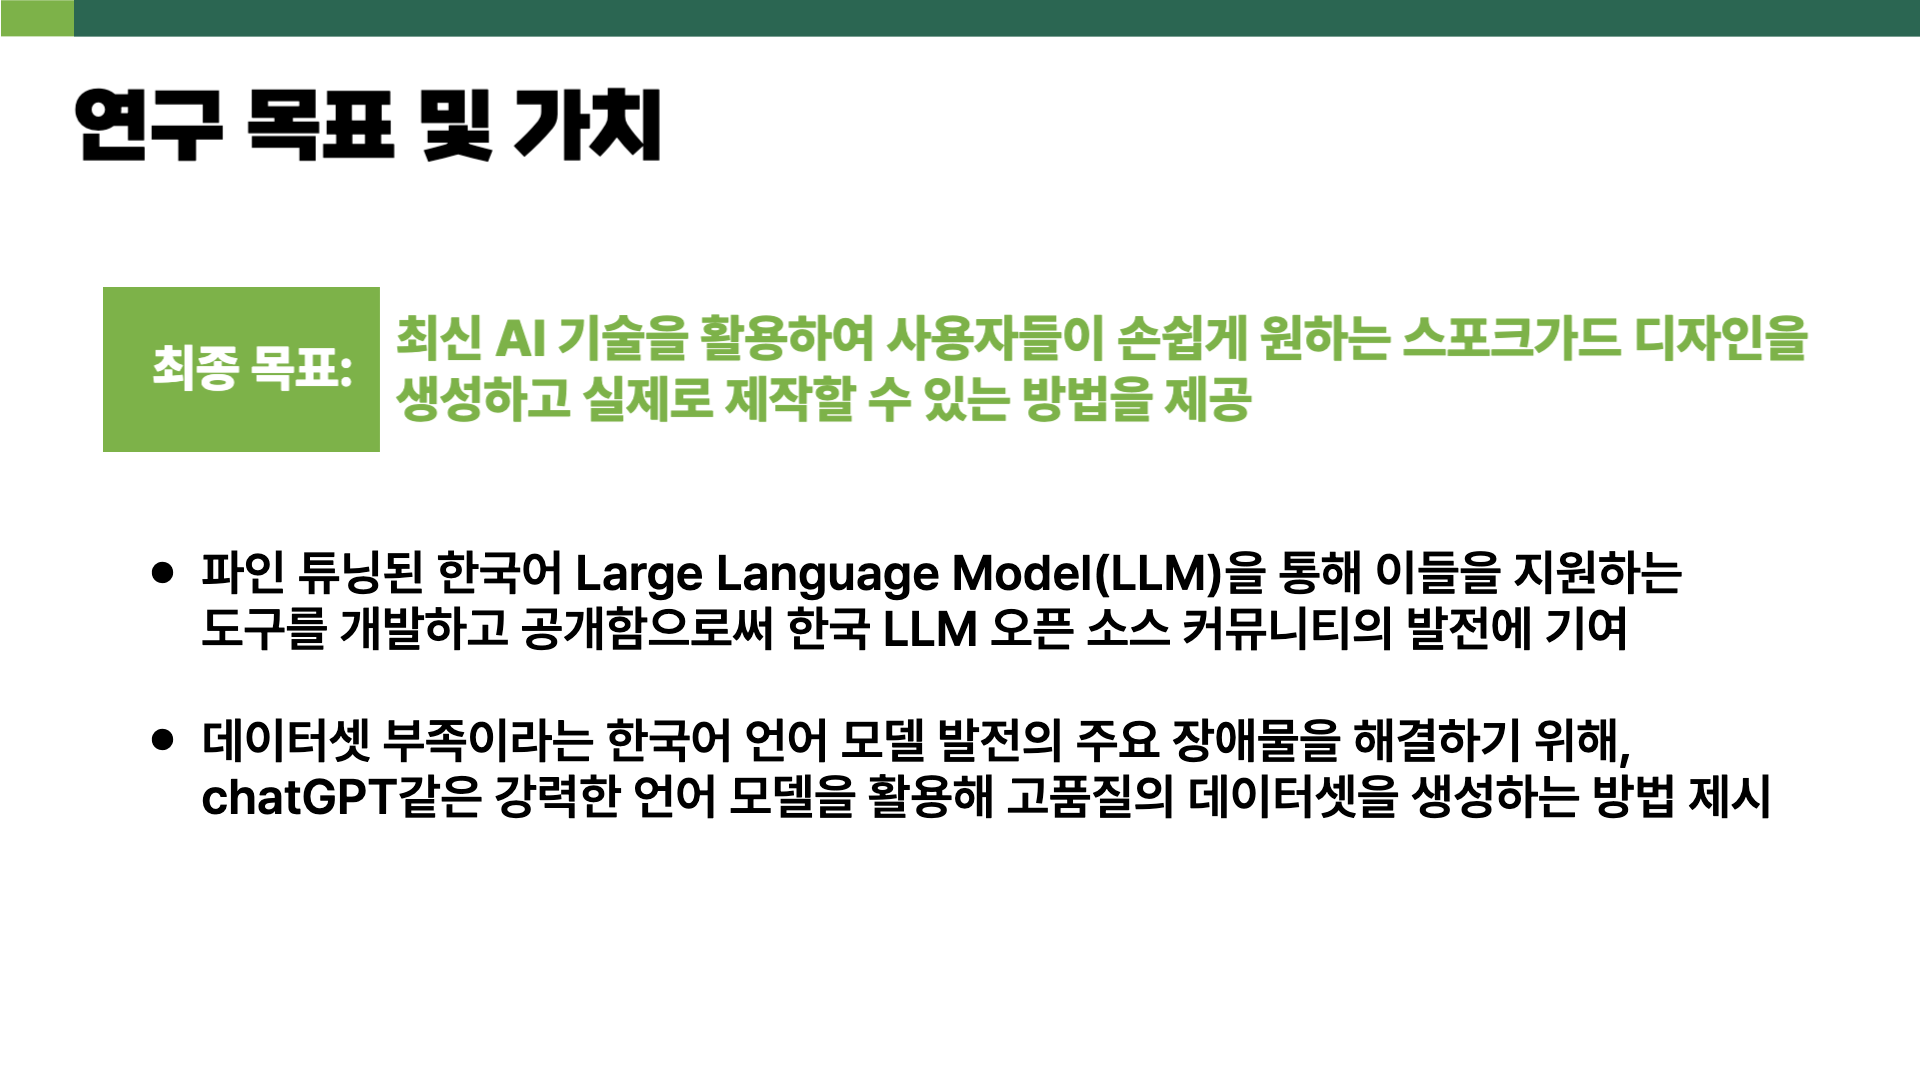 연구 목표 및 가치
최종 목표:
최신 AI 기술을 활용하여 사용자들이 손쉽게 원하는 스포크가드 디자인을
생성하고 실제로 제작할 수 있는 방법을 제공
● 파인 튜닝된 한국어 Large Language Model(LLM)을 통해 이들을 지원하는
도구를 개발하고 공개함으로써 한국 LLM 오픈 소스 커뮤니티의 발전에 기여
● 데이터셋 부족이라는 한국어 언어 모델 발전의 주요 장애물을 해결하기 위해,
chatGPT같은 강력한 언어 모델을 활용해 고품질의 데이터셋을 생성하는 방법 제시